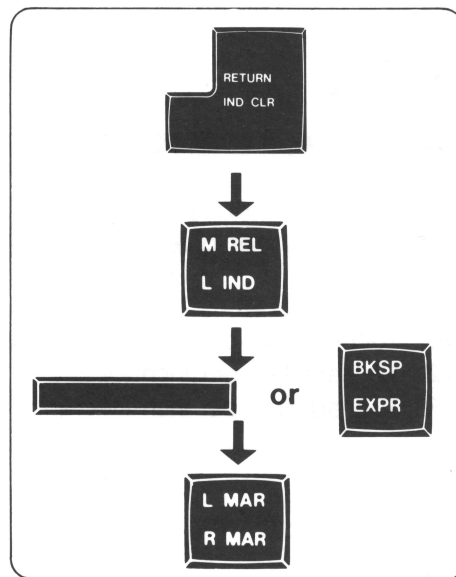 RETURN
IND CLR
M REL
L IND
or
BKSP
EXPR
L MAR
R MAR